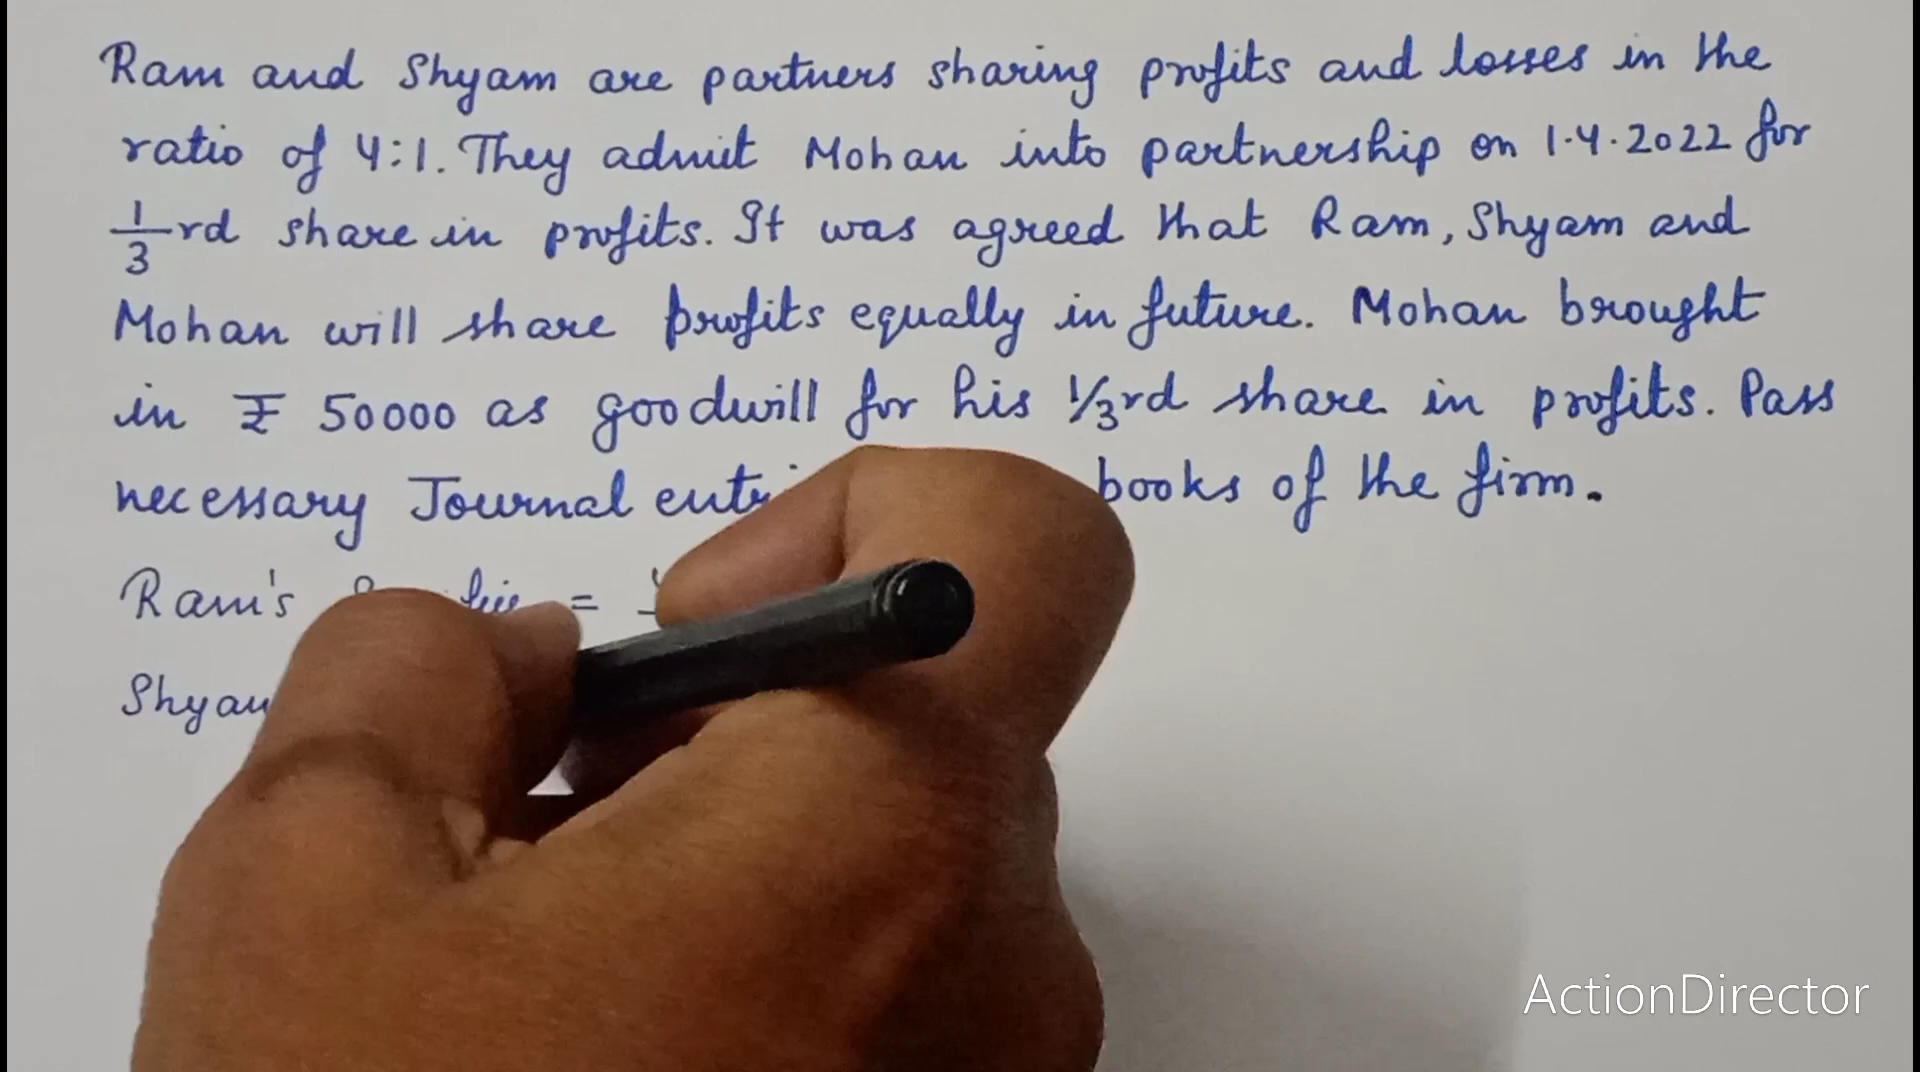 Ram and Shyam are partners sharing profits and losses in the
ratio of 4:1. They admit Mohan into partnership on 1.4.2022 for
1/3 rd share in profits. It was agreed that Ram, Shyam and
Mohan will share profits equally in future. Mohan brought
in ₹ 50000 as goodwill for his 1/3rd share in profits. Pass
necessary Journal books of the firm.
Ram's =
ActionDirector